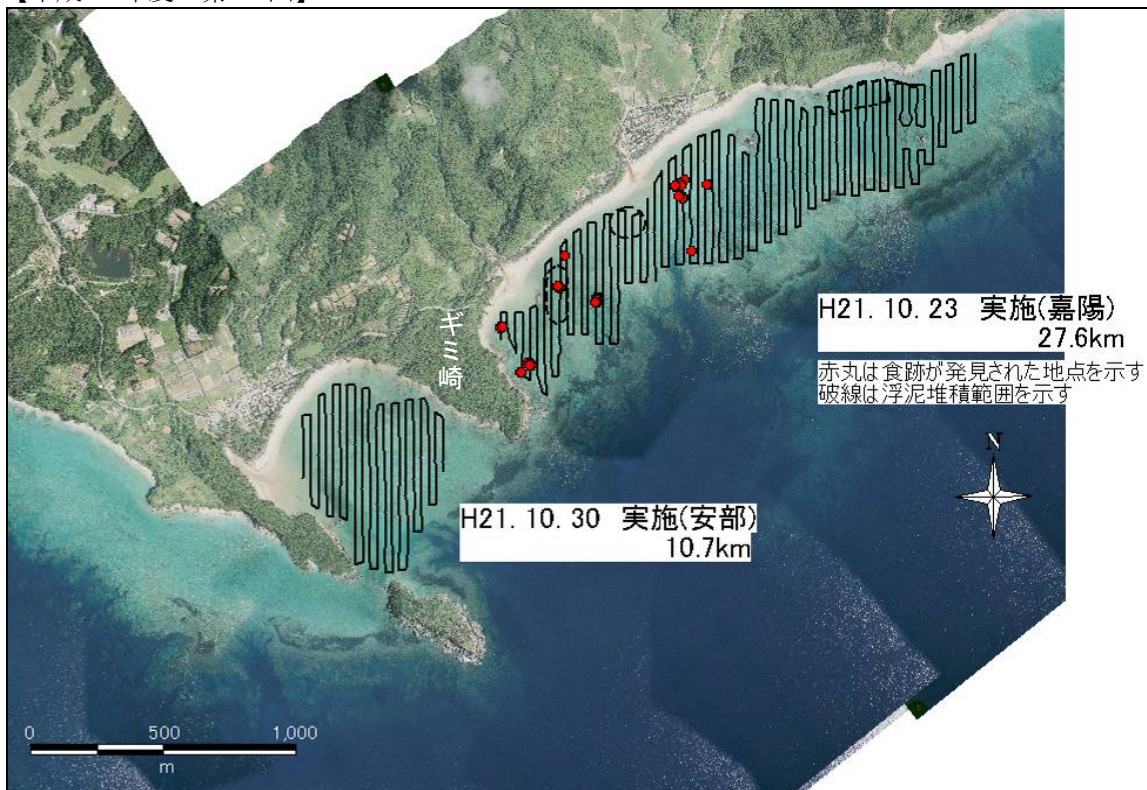 ギミ崎
H21.10.23 実施(嘉陽)
27.6km
赤丸は食跡が発見された地点を示す
破線は浮泥堆積範囲を示す
N
H21.10.30 実施(安部)
10.7km
0 500 1,000
m